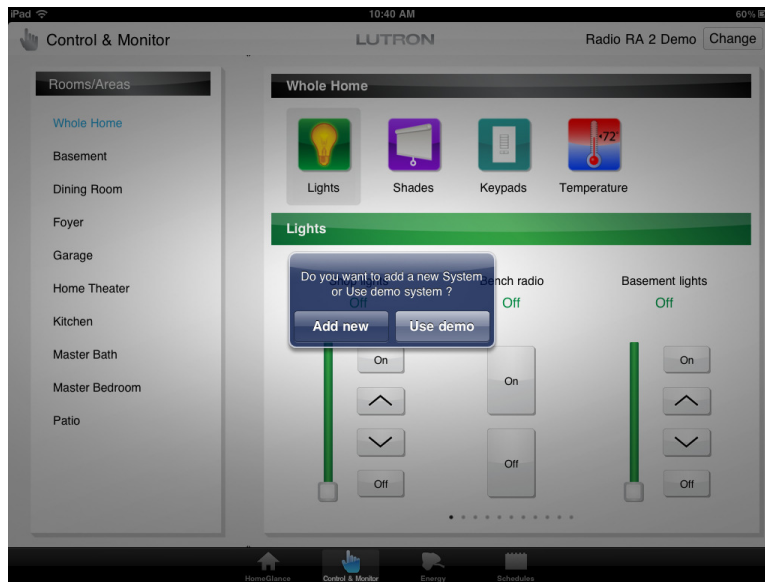 iPad 10:40 AM 60%
Control & Monitor LUTRON Radio RA 2 Demo Change
Rooms/Areas
Whole Home
Basement
Dining Room
Foyer
Garage
Home Theater
Kitchen
Master Bath
Master Bedroom
Patio
Whole Home
+72°
Lights Shades Keypads Temperature
Lights
Do you want to add a new System
or Use demo system ?
Add new Use demo
Shop lights Bench radio Basement lights
Off Off Off
On On On
Off Off Off
HomeGlance Control & Monitor Energy Schedules